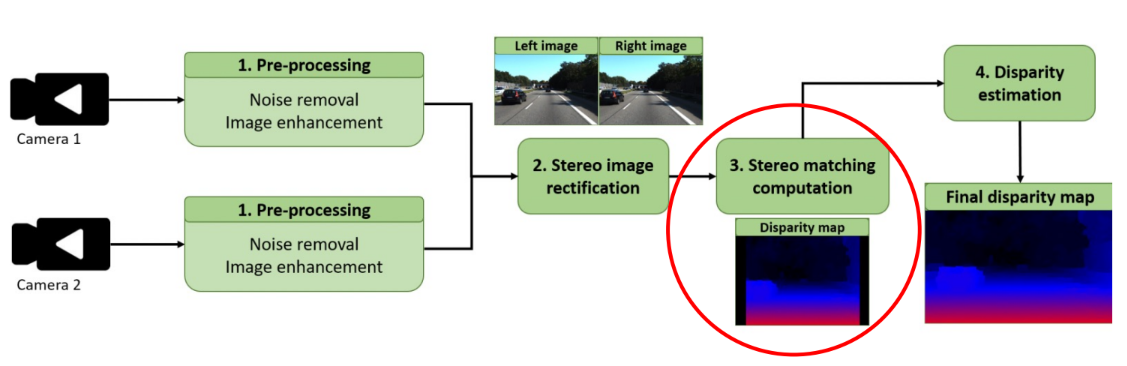 Camera 1
1. Pre-processing
Noise removal
Image enhancement
Camera 2
1. Pre-processing
Noise removal
Image enhancement
Left image
Right image
2. Stereo image
rectification
3. Stereo matching
computation
Disparity map
4. Disparity
estimation
Final disparity map